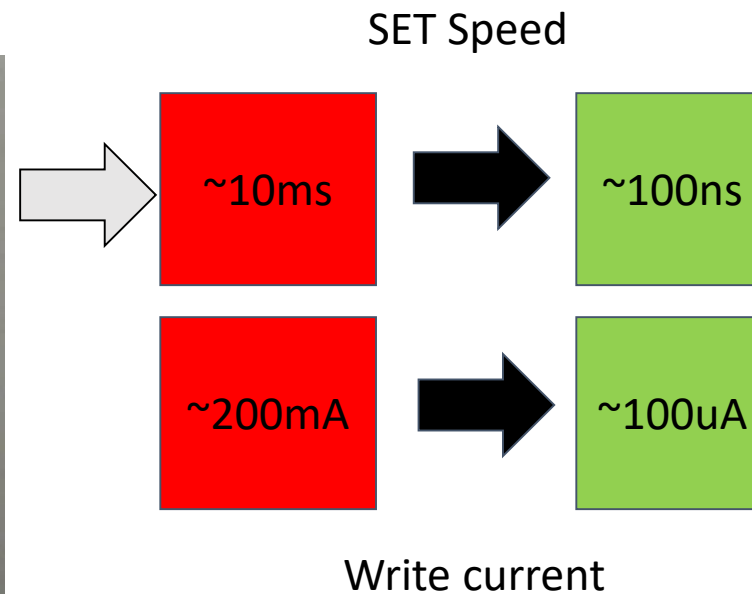 SET Speed
~10ms
~100ns
~200mA
~100uA
Write current